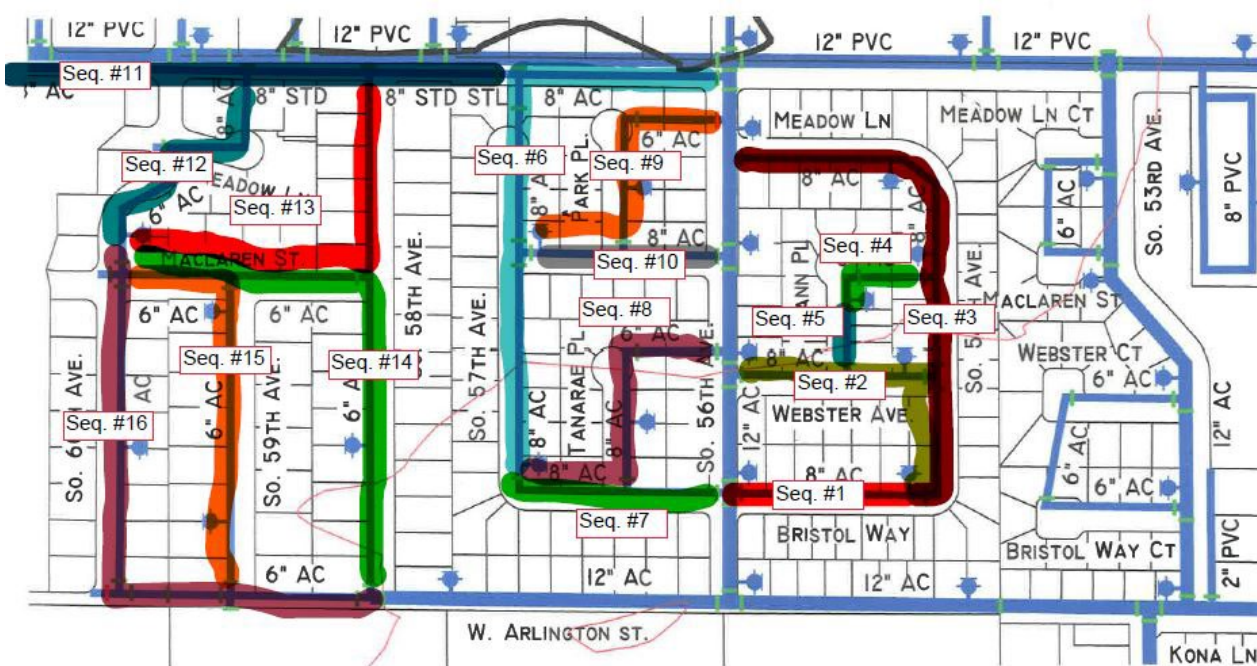 12" PVC
12" PVC
12" PVC
12" PVC
Seq. #11
AC
8" AC
8" STD
8" STD STL
8" AC
6" AC
MEADOW LN
MEADOW LN CT
SO. 53RD AVE.
8" PVC
Seq. #12
Seq. #6
PARK PL.
Seq. #9
8" AC
8" AC
6" AC
6" AC
Seq. #13
8" AC
8" AC
Seq. #4
MACLAREN ST.
58TH AVE.
Seq. #10
Seq. #3
MACLAREN ST
6" AC
6" AC
SO. 57TH AVE.
Seq. #8
6" AC
Seq. #5
8" AC
Seq. #2
WEBSTER CT
6" AC
Seq. #15
Seq. #14
Seq. #16
AC
6" AC
SO. 59TH AVE.
6" AC
8" AC
TANARAE PL.
8" AC
SO. 56TH AVE.
12" AC
WEBSTER AVE.
12" AC
6" AC
6" AC
8" AC
8" AC
Seq. #1
Seq. #7
BRISTOL WAY
BRISTOL WAY CT
2" PVC
6" AC
12" AC
12" AC
W. ARLINGTON ST.
KONA LN